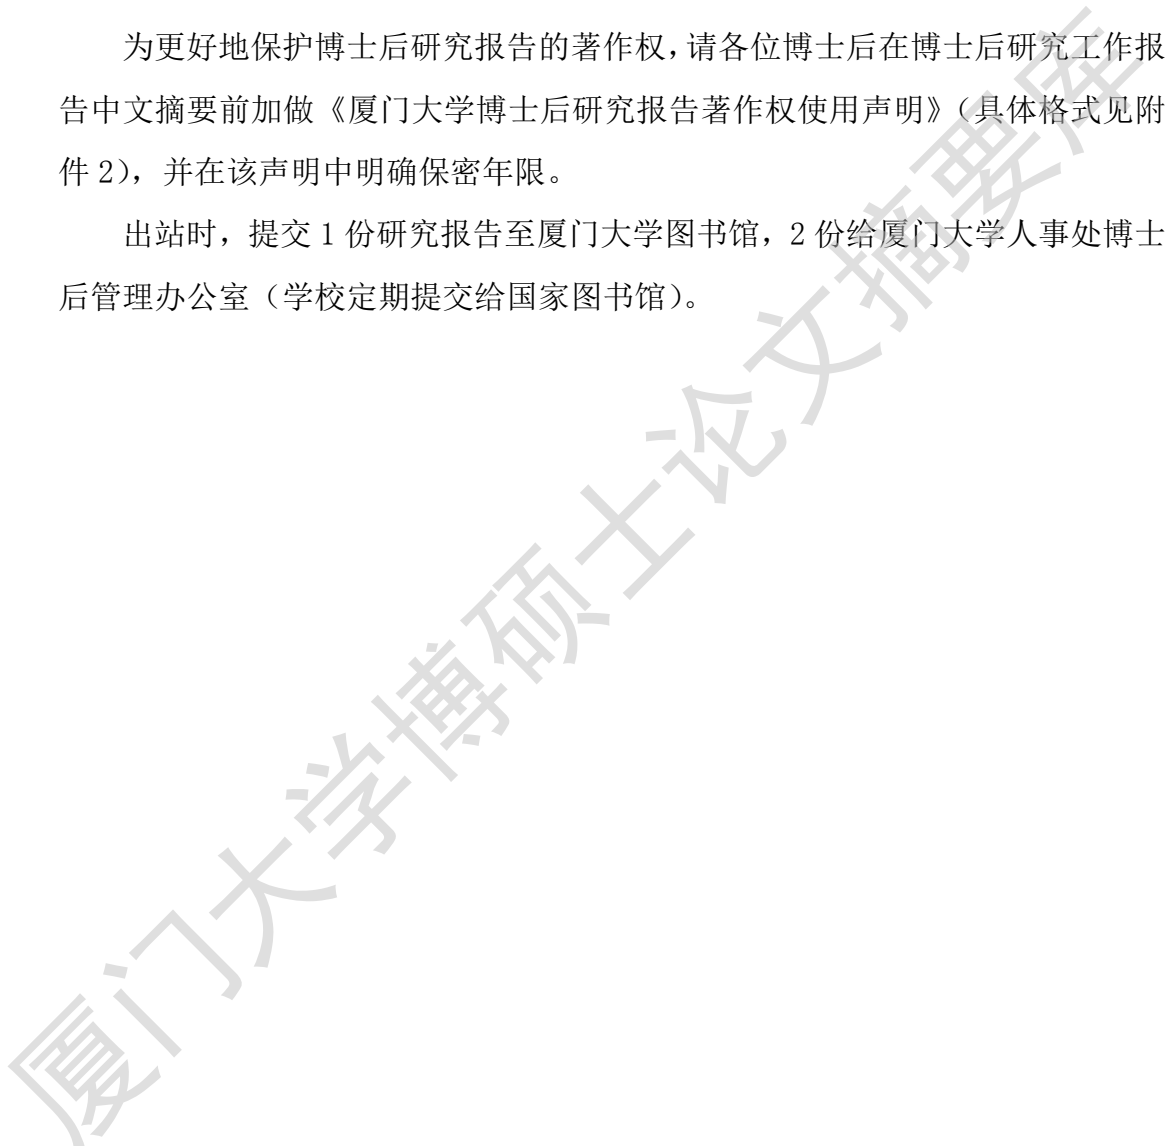 为更好地保护博士后研究报告的著作权，请各位博士后在博士后研究工作报
告中文摘要前加做《厦门大学博士后研究报告著作权使用声明》（具体格式见附
件 2），并在该声明中明确保密年限。
出站时，提交 1 份研究报告至厦门大学图书馆，2 份给厦门大学人事处博士
后管理办公室（学校定期提交给国家图书馆）。
厦门大学博硕士论文摘要库